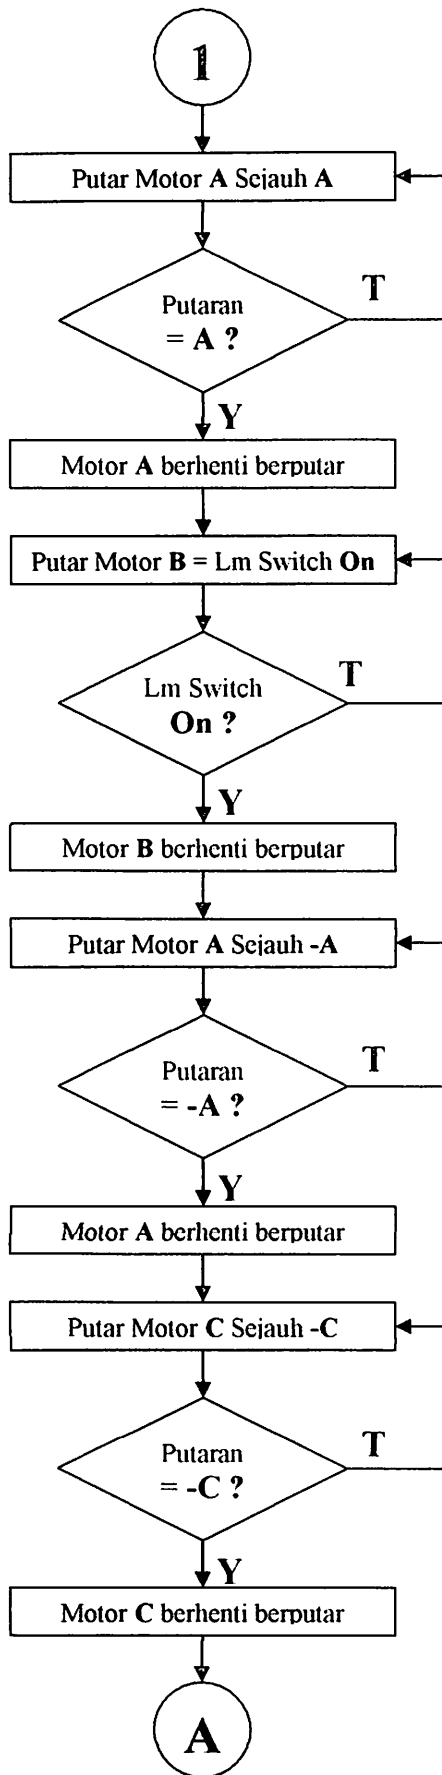 1
Putar Motor A Sejauh A
Putaran
= A ?
T
Y
Motor A berhenti berputar
Putar Motor B = Lm Switch On
Lm Switch
On ?
T
Y
Motor B berhenti berputar
Putar Motor A Sejauh -A
Putaran
= -A ?
T
Y
Motor A berhenti berputar
Putar Motor C Sejauh -C
Putaran
= -C ?
T
Y
Motor C berhenti berputar
A